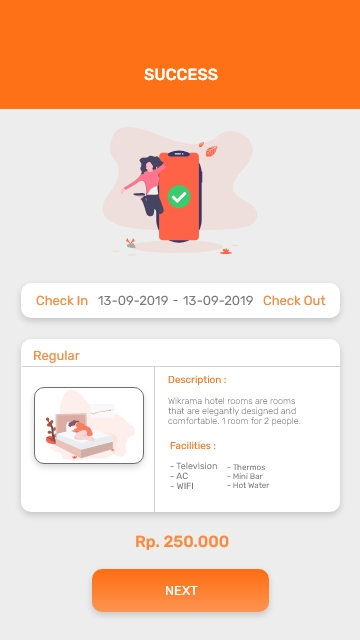 SUCCESS
Check In 13-09-2019 - 13-09-2019 Check Out
Regular
Description :
Wikrama hotel rooms are rooms
that are elegantly designed and
comfortable. 1 room for 2 people.
Facilities :
- Television
- AC
- WIFI
- Thermos
- Mini Bar
- Hot Water
Rp. 250.000
NEXT